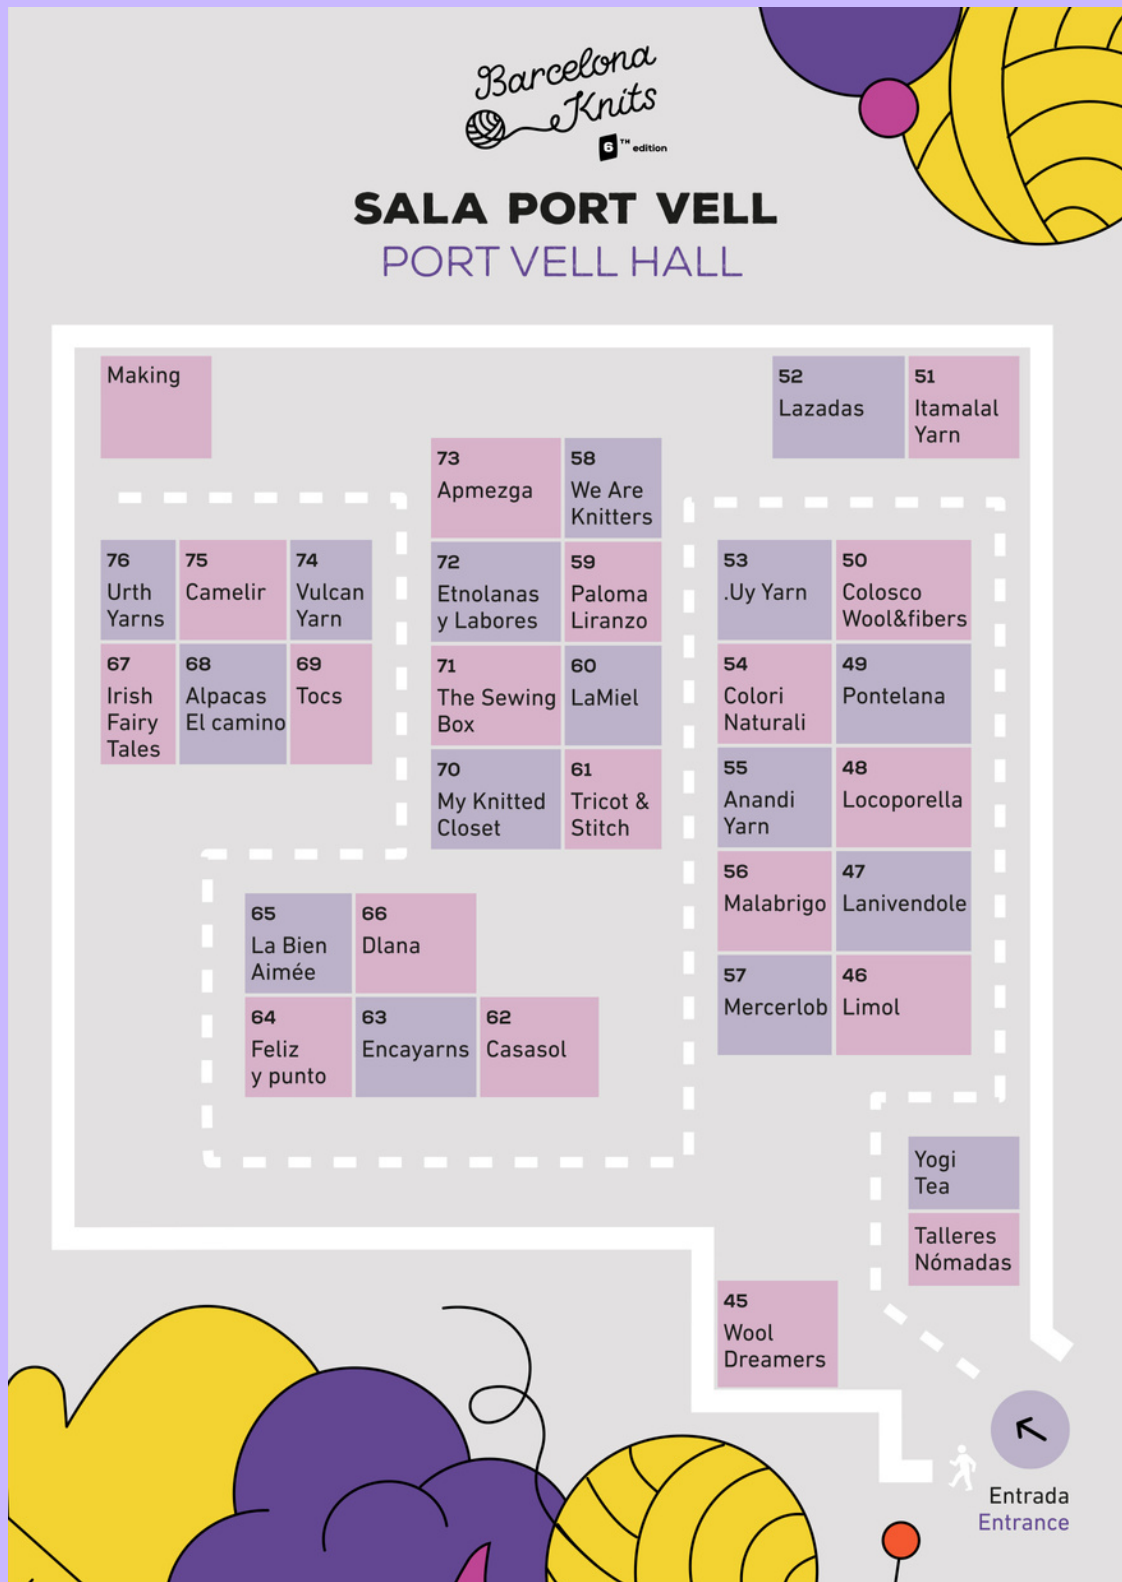 Barcelona
Knits
6TH edition
SALA PORT VELL
PORT VELL HALL
Making
52
Lazadas
51
Itamalal
Yarn
73
Apmezga
58
We Are
Knitters
76
Urth
Yarns
75
Camelir
74
Vulcan
Yarn
72
Etnolanas
y Labores
59
Paloma
Liranzo
53
.Uy Yarn
50
Colosco
Wool&fibers
67
Irish
Fairy
Tales
68
Alpacas
El camino
69
Tocs
71
The Sewing
Box
60
LaMiel
54
Colori
Naturali
49
Pontelana
70
My Knitted
Closet
61
Tricot &
Stitch
55
Anandi
Yarn
48
Locoporella
56
Malabrigo
47
Lanivendole
65
La Bien
Aimée
66
Dlana
57
Mercerlob
46
Limol
64
Feliz
y punto
63
Encayarns
62
Casasol
Yogi
Tea
Talleres
Nómadas
45
Wool
Dreamers
Entrada
Entrance